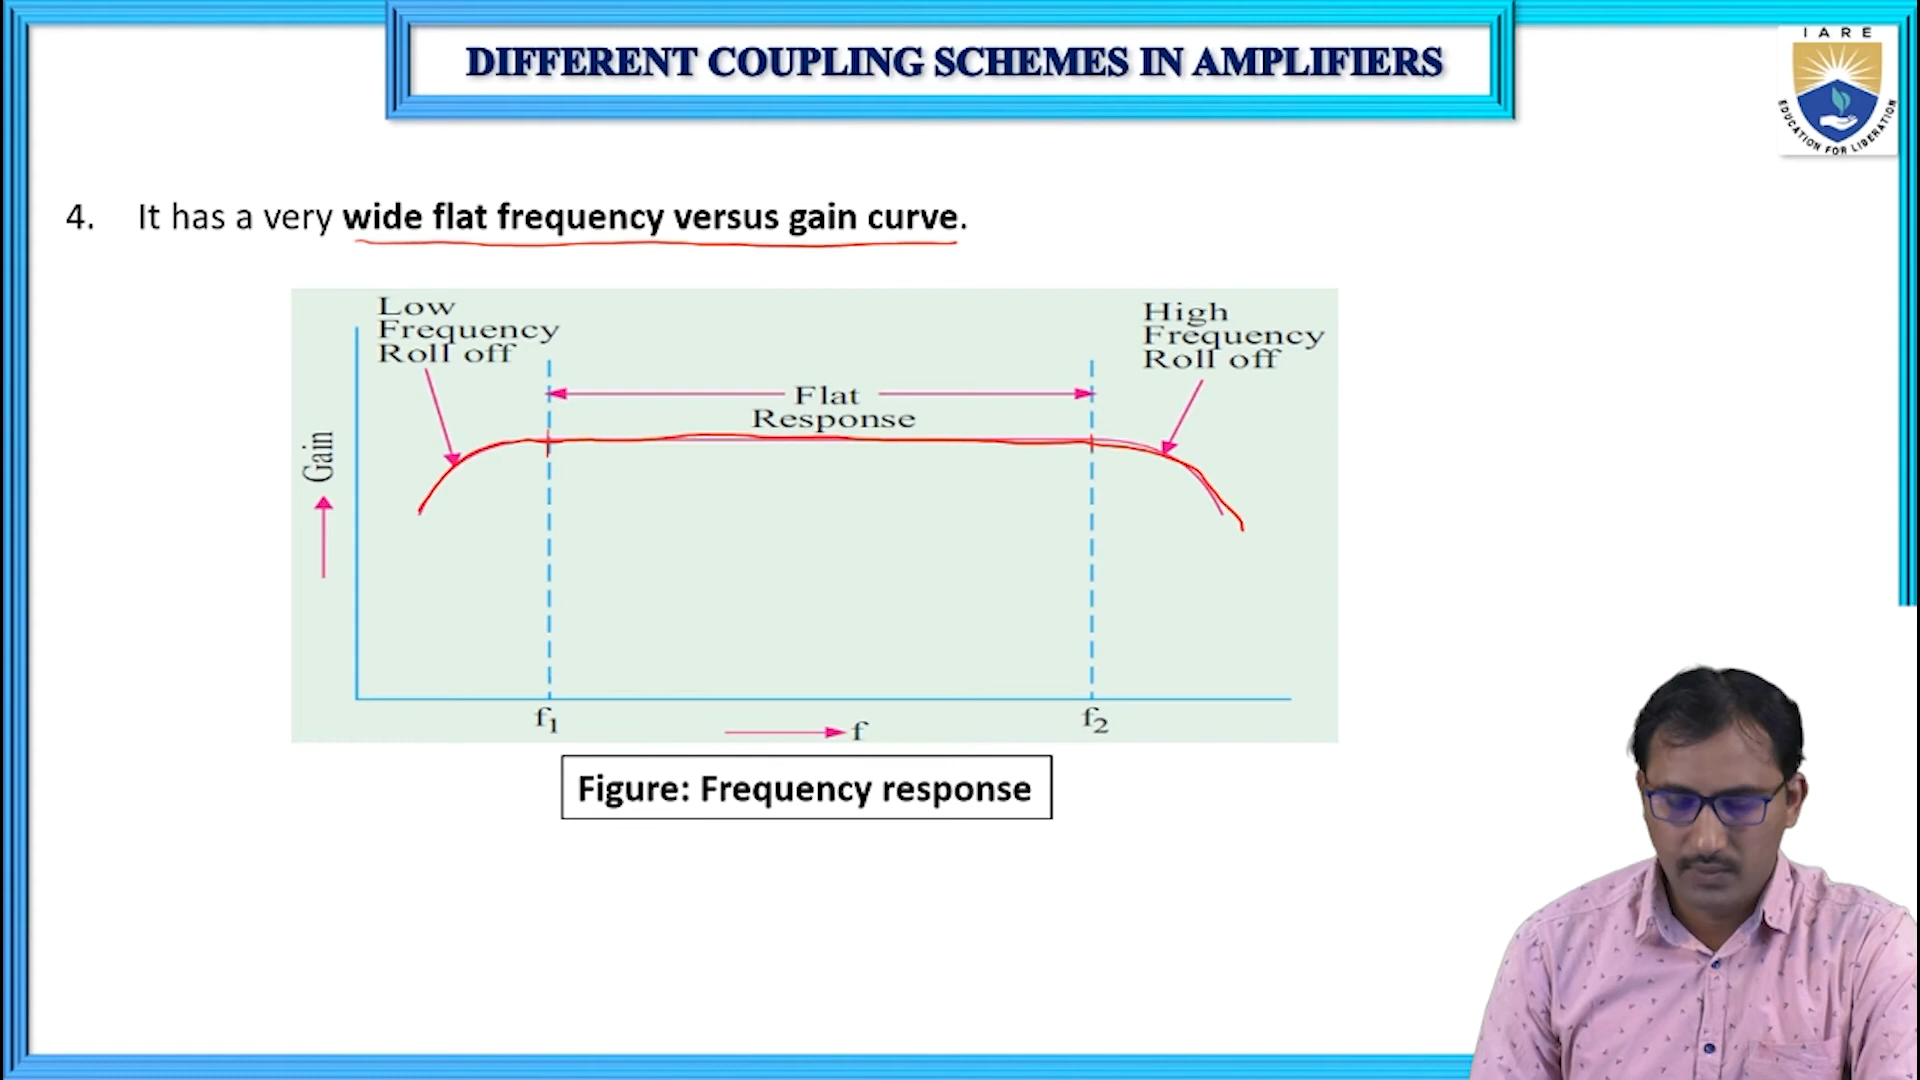 DIFFERENT COUPLING SCHEMES IN AMPLIFIERS
IARE
EDUCATION FOR LIBERATION
4. It has a very wide flat frequency versus gain curve.
Low
Frequency
Roll off
High
Frequency
Roll off
Flat
Response
Gain
f1
f2
f
Figure: Frequency response